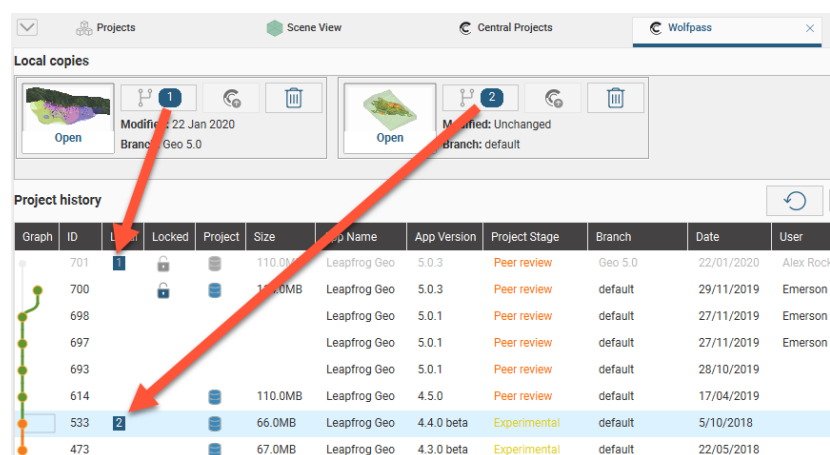 Projects Scene View Central Projects Wolfpass
Local copies
1 2
Modified: 22 Jan 2020 Modified: Unchanged
Open Branch: Geo 5.0 Open Branch: default
Project history
Graph ID Local Locked Project Size App Name App Version Project Stage Branch Date User
701 1 110.0MB Leapfrog Geo 5.0.3 Peer review Geo 5.0 22/01/2020 Alex Rock
700 Leapfrog Geo 5.0.3 Peer review default 29/11/2019 Emerson
698 Leapfrog Geo 5.0.1 Peer review default 27/11/2019 Emerson
697 Leapfrog Geo 5.0.1 Peer review default 27/11/2019 Emerson
693 Leapfrog Geo 5.0.1 Peer review default 28/10/2019
614 110.0MB Leapfrog Geo 4.5.0 Peer review default 17/04/2019
533 2 66.0MB Leapfrog Geo 4.4.0 beta Experimental default 5/10/2018
473 67.0MB Leapfrog Geo 4.3.0 beta Experimental default 22/05/2018